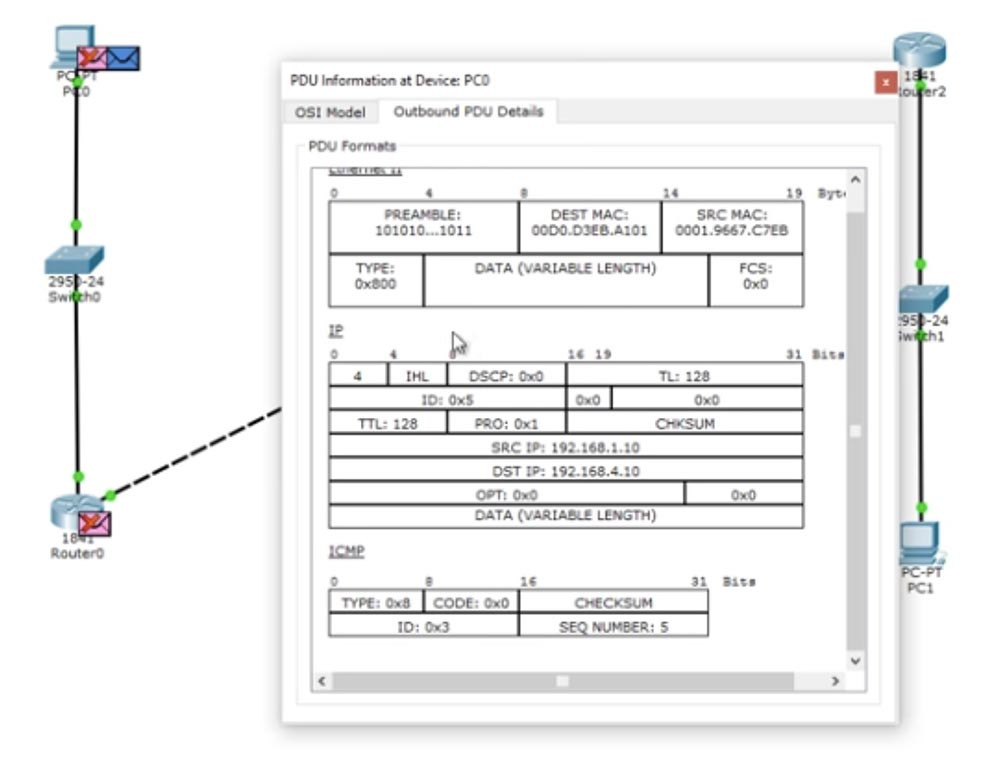 PC-PT
PC0
2950-24
Switch0
1841
Router0
PDU Information at Device: PC0
x
OSI Model
Outbound PDU Details
PDU Formats
Ethernet II
0 4 8 14 19
PREAMBLE: DEST MAC: SRC MAC:
101010...1011 00D0.D3EB.A101 0001.9667.C7EB
TYPE: DATA (VARIABLE LENGTH) FCS:
0x800 0x0
IP
0 4 8 16 19 31 Bits
4 IHL DSCP: 0x0 TL: 128
ID: 0x5 0x0 0x0
TTL: 128 PRO: 0x1 CHKSUM
SRC IP: 192.168.1.10
DST IP: 192.168.4.10
OPT: 0x0 0x0
DATA (VARIABLE LENGTH)
ICMP
0 8 16 31 Bits
TYPE: 0x8 CODE: 0x0 CHECKSUM
ID: 0x3 SEQ NUMBER: 5
1841
Router2
2950-24
Switch1
PC-PT
PC1